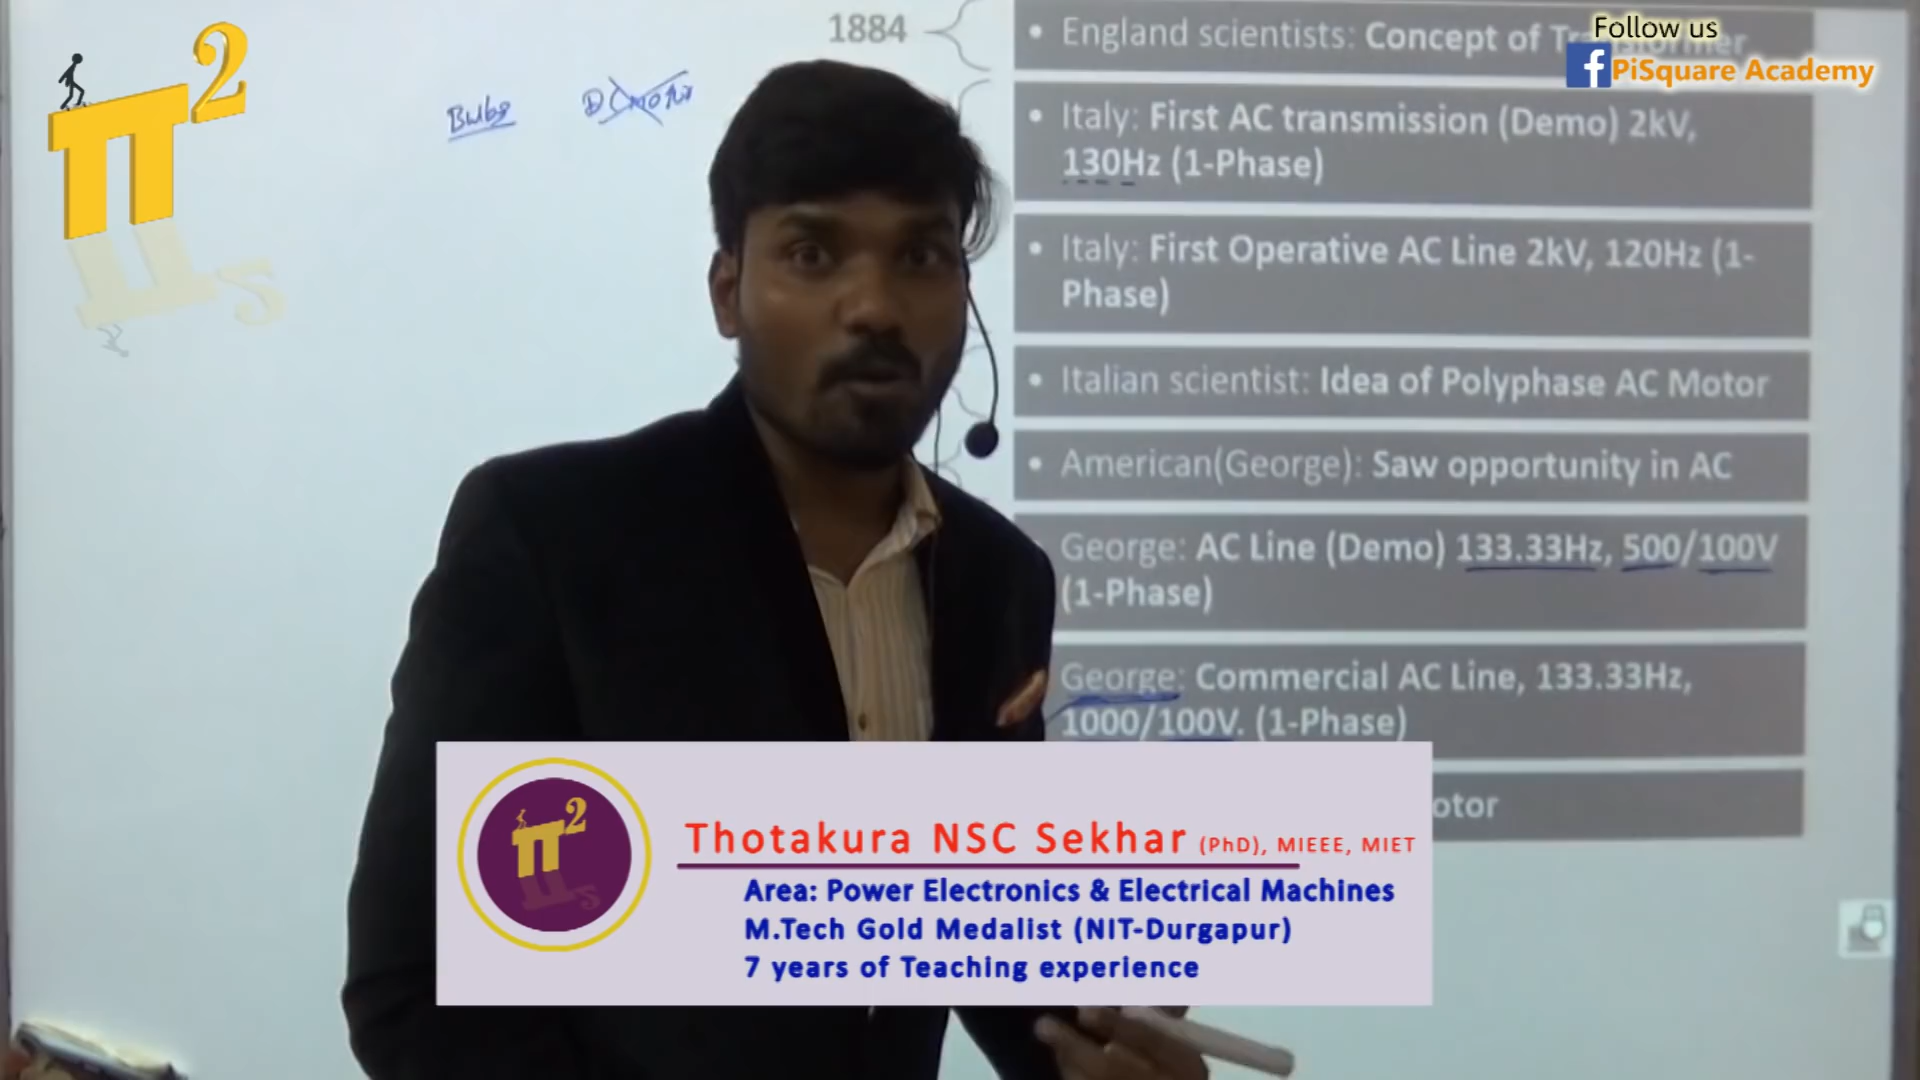 π²
1884
Bulbs
DC Motor
• England scientists: Concept of Transformer
Follow us
f PiSquare Academy
• Italy: First AC transmission (Demo) 2kV,
130Hz (1-Phase)
• Italy: First Operative AC Line 2kV, 120Hz (1-
Phase)
• Italian scientist: Idea of Polyphase AC Motor
• American(George): Saw opportunity in AC
George: AC Line (Demo) 133.33Hz, 500/100V
(1-Phase)
George: Commercial AC Line, 133.33Hz,
1000/100V. (1-Phase)
otor
π²
Thotakura NSC Sekhar (PhD), MIEEE, MIET
Area: Power Electronics & Electrical Machines
M.Tech Gold Medalist (NIT-Durgapur)
7 years of Teaching experience